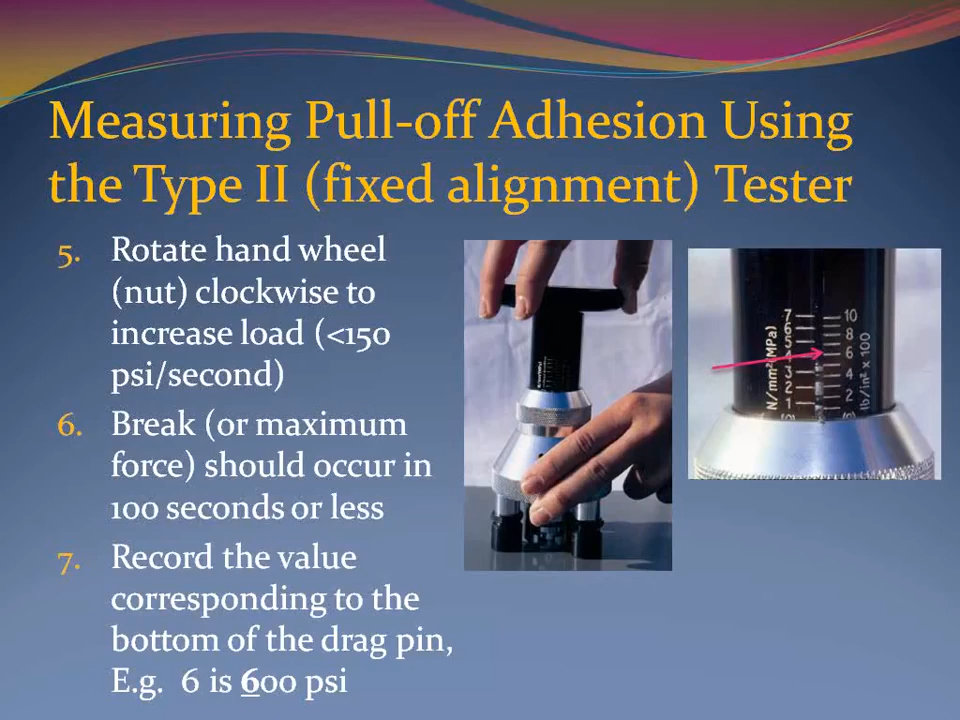 Measuring Pull-off Adhesion Using
the Type II (fixed alignment) Tester
5. Rotate hand wheel
(nut) clockwise to
increase load (<150
psi/second)
6. Break (or maximum
force) should occur in
100 seconds or less
7. Record the value
corresponding to the
bottom of the drag pin,
E.g. 6 is 600 psi
7
6
5
3
2
1
N/mm² (MPa)
10
8
6
4
2
lb/in² x 100